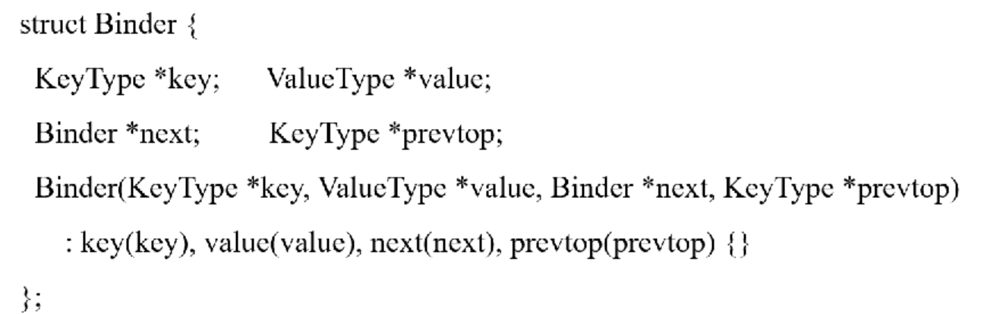 struct Binder {
KeyType *key; ValueType *value;
Binder *next; KeyType *prevtop;
Binder(KeyType *key, ValueType *value, Binder *next, KeyType *prevtop)
: key(key), value(value), next(next), prevtop(prevtop) {}
};